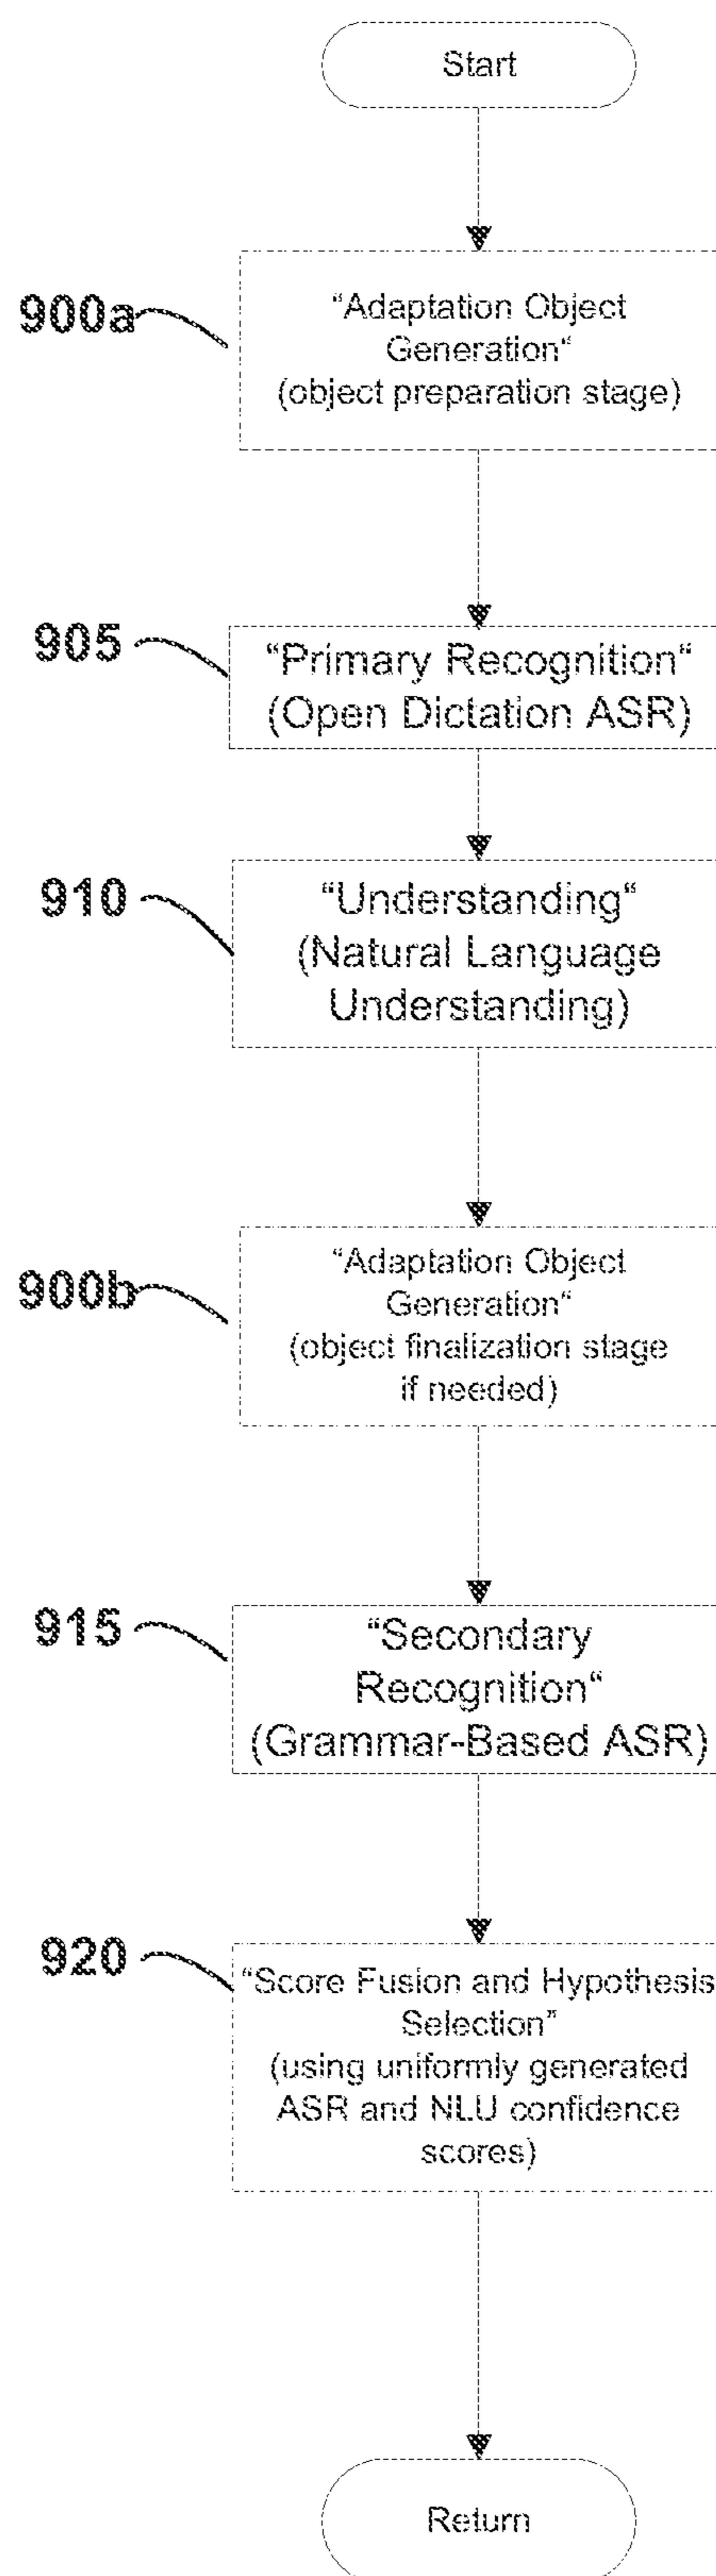 Start
900a
“Adaptation Object
Generation“
(object preparation stage)
905
“Primary Recognition“
(Open Dictation ASR)
910
“Understanding“
(Natural Language
Understanding)
900b
“Adaptation Object
Generation“
(object finalization stage
if needed)
915
“Secondary
Recognition“
(Grammar-Based ASR)
920
“Score Fusion and Hypothesis
Selection”
(using uniformly generated
ASR and NLU confidence
scores)
Return